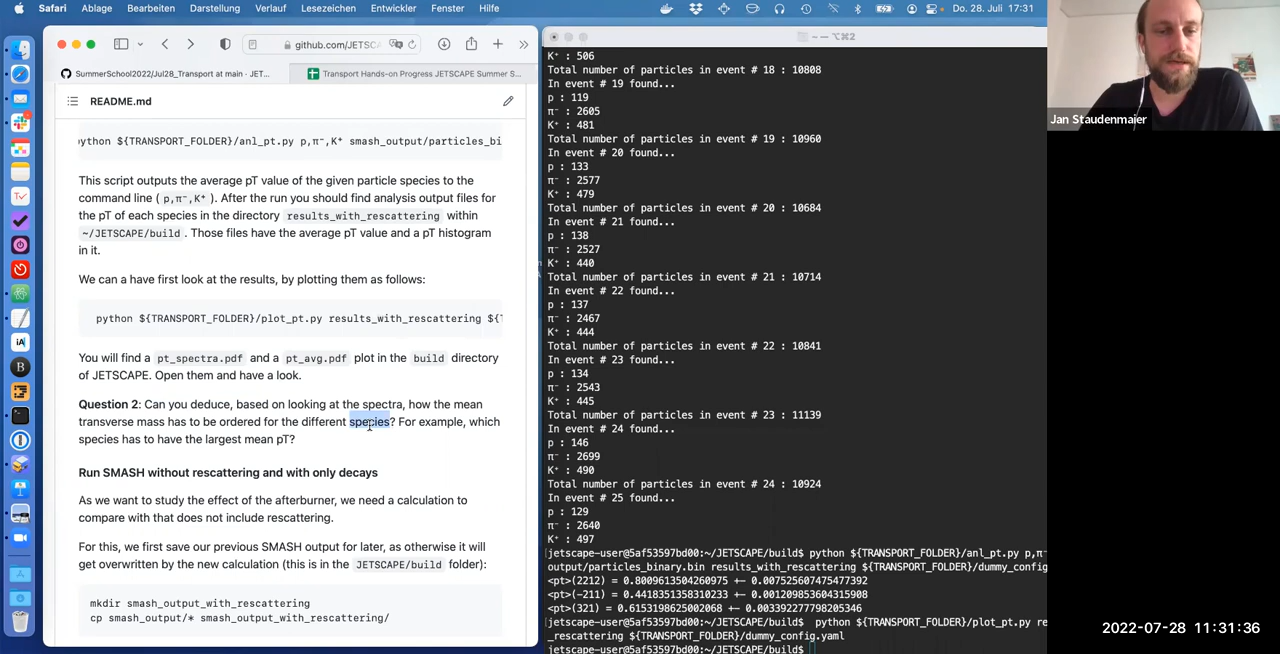 Safari Ablage Bearbeiten Darstellung Verlauf Lesezeichen Entwickler Fenster Hilfe Do. 28. Juli 17:31
github.com/JETSCA
SummerSchool2022/Jul28_Transport at main · JET...
Transport Hands-on Progress JETSCAPE Summer S...
README.md
python ${TRANSPORT_FOLDER}/anl_pt.py p,π⁻,K⁺ smash_output/particles_bi
This script outputs the average pT value of the given particle species to the
command line ( p,π⁻,K⁺ ). After the run you should find analysis output files for
the pT of each species in the directory results_with_rescattering within
~/JETSCAPE/build . Those files have the average pT value and a pT histogram
in it.
We can a have first look at the results, by plotting them as follows:
python ${TRANSPORT_FOLDER}/plot_pt.py results_with_rescattering ${T
You will find a pt_spectra.pdf and a pt_avg.pdf plot in the build directory
of JETSCAPE. Open them and have a look.
Question 2: Can you deduce, based on looking at the spectra, how the mean
transverse mass has to be ordered for the different species? For example, which
species has to have the largest mean pT?
Run SMASH without rescattering and with only decays
As we want to study the effect of the afterburner, we need a calculation to
compare with that does not include rescattering.
For this, we first save our previous SMASH output for later, as otherwise it will
get overwritten by the new calculation (this is in the JETSCAPE/build folder):
mkdir smash_output_with_rescattering
cp smash_output/* smash_output_with_rescattering/
— -- ⌥⌘2
K⁺ : 506
Total number of particles in event # 18 : 10808
In event # 19 found...
p : 119
π⁻ : 2605
K⁺ : 481
Total number of particles in event # 19 : 10960
In event # 20 found...
p : 133
π⁻ : 2577
K⁺ : 479
Total number of particles in event # 20 : 10684
In event # 21 found...
p : 138
π⁻ : 2527
K⁺ : 440
Total number of particles in event # 21 : 10714
In event # 22 found...
p : 137
π⁻ : 2467
K⁺ : 444
Total number of particles in event # 22 : 10841
In event # 23 found...
p : 134
π⁻ : 2543
K⁺ : 445
Total number of particles in event # 23 : 11139
In event # 24 found...
p : 146
π⁻ : 2699
K⁺ : 490
Total number of particles in event # 24 : 10924
In event # 25 found...
p : 129
π⁻ : 2640
K⁺ : 497
jetscape-user@5af53597bd00:~/JETSCAPE/build$ python ${TRANSPORT_FOLDER}/anl_pt.py p,π⁻
output/particles_binary.bin results_with_rescattering ${TRANSPORT_FOLDER}/dummy_config
<pt>(2212) = 0.8009613504260975 +- 0.007525607475477392
<pt>(-211) = 0.4418351358310233 +- 0.001209853604315908
<pt>(321) = 0.6153198625002068 +- 0.003392277798205346
jetscape-user@5af53597bd00:~/JETSCAPE/build$ python ${TRANSPORT_FOLDER}/plot_pt.py re
_rescattering ${TRANSPORT_FOLDER}/dummy_config.yaml
jetscape-user@5af53597bd00:~/JETSCAPE/build$
Jan Staudenmaier
2022-07-28 11:31:36